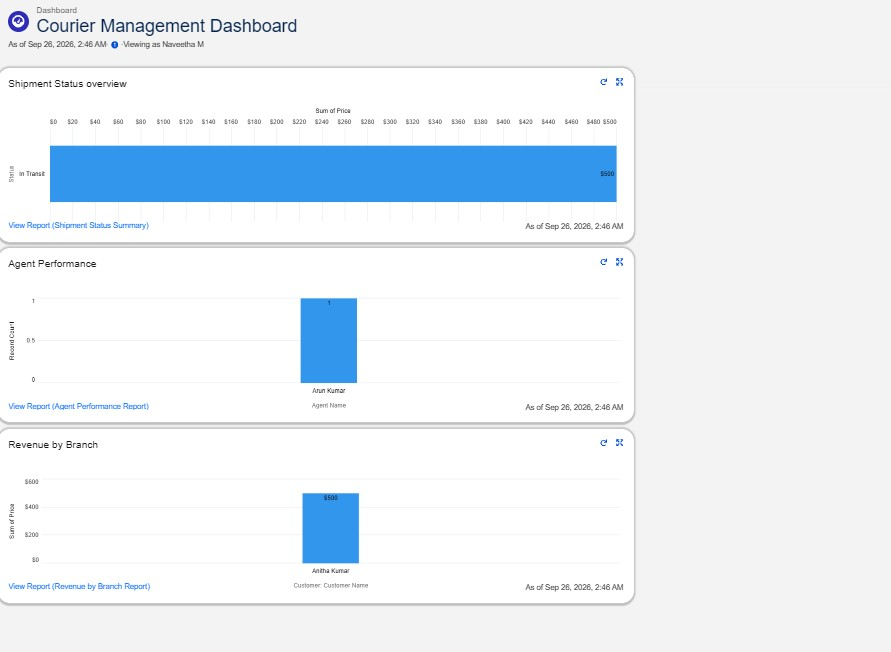 Dashboard
Courier Management Dashboard
As of Sep 26, 2026, 2:46 AM · Viewing as Naveetha M
Shipment Status overview
Sum of Price
$0 $20 $40 $60 $80 $100 $120 $140 $160 $180 $200 $220 $240 $260 $280 $300 $320 $340 $360 $380 $400 $420 $440 $460 $480 $500
Status
In Transit
$500
View Report (Shipment Status Summary)
As of Sep 26, 2026, 2:46 AM
Agent Performance
Record Count
1
0.5
0
1
Arun Kumar
Agent Name
View Report (Agent Performance Report)
As of Sep 26, 2026, 2:46 AM
Revenue by Branch
Sum of Price
$600
$400
$200
$0
$500
Anitha Kumar
Customer: Customer Name
View Report (Revenue by Branch Report)
As of Sep 26, 2026, 2:46 AM